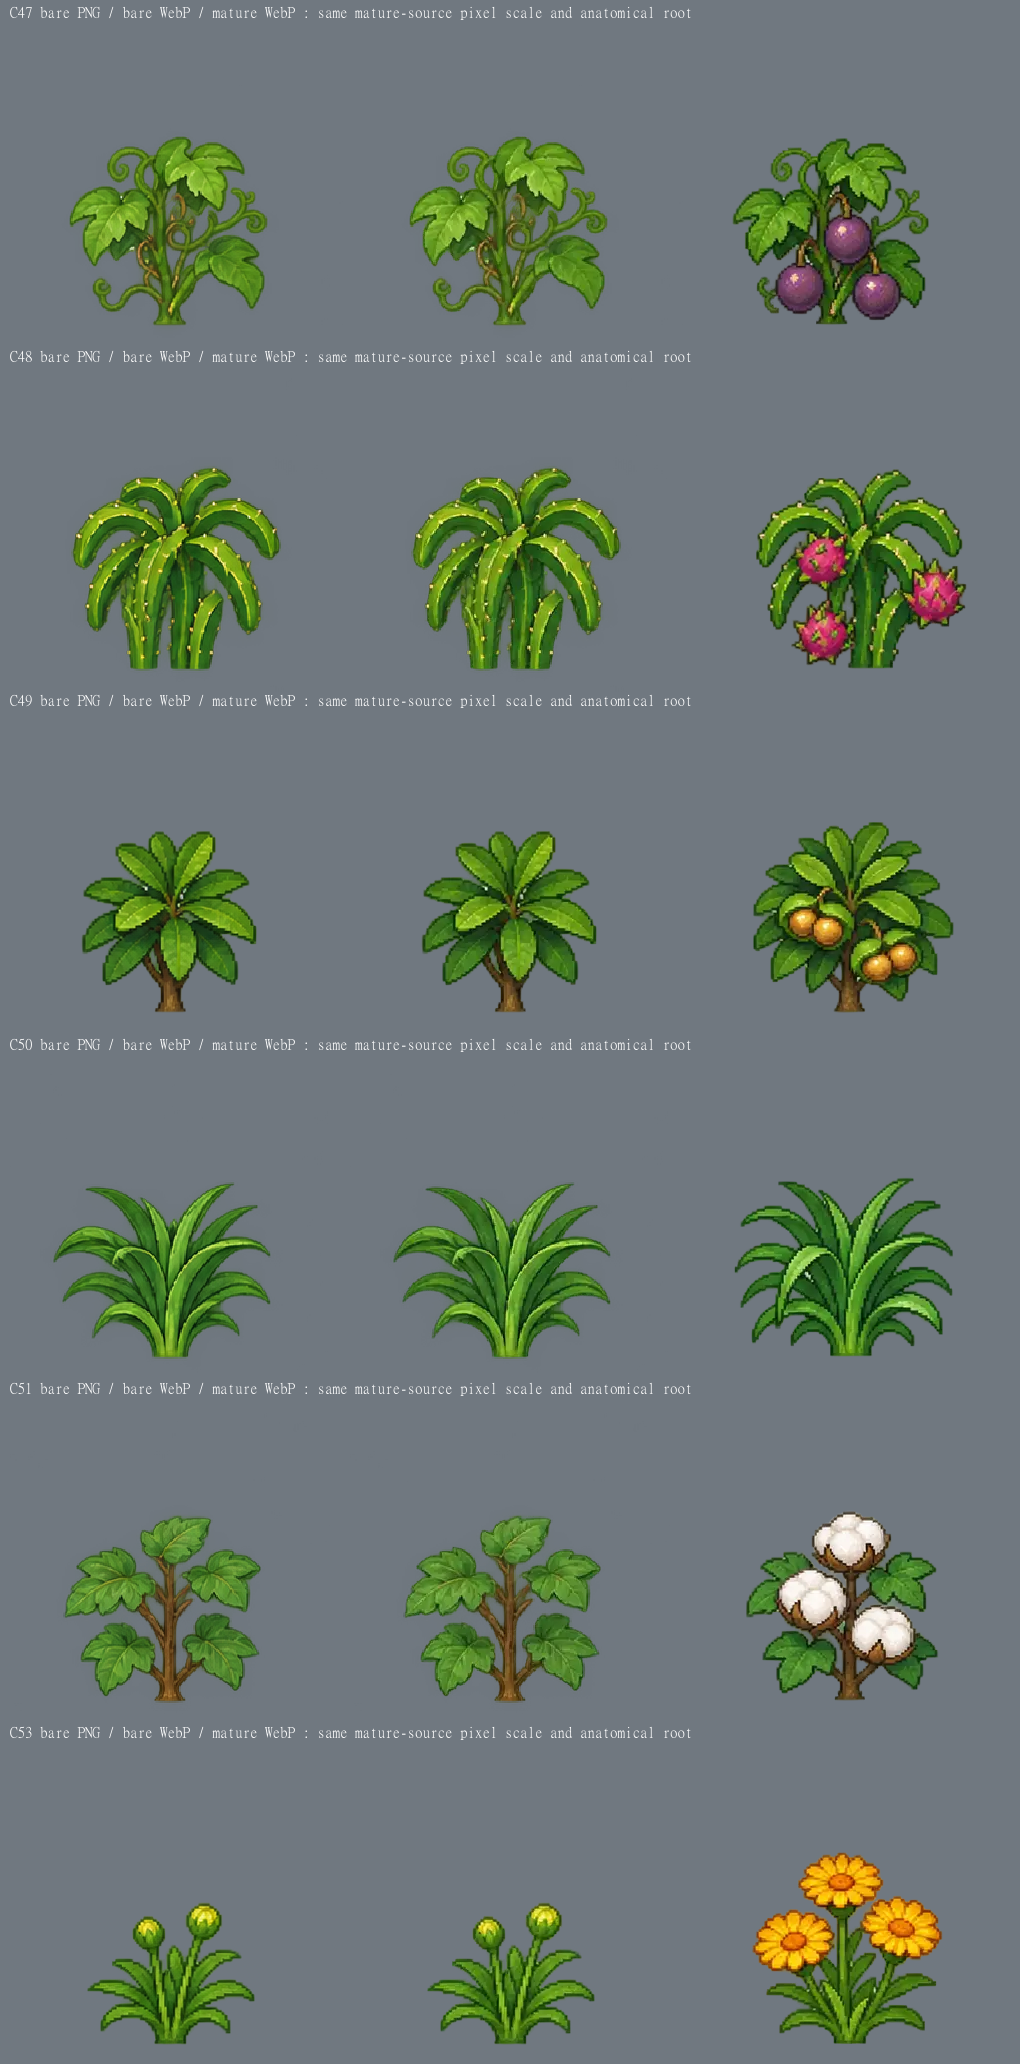 C47 bare PNG / bare WebP / mature WebP : same mature-source pixel scale and anatomical root
C48 bare PNG / bare WebP / mature WebP : same mature-source pixel scale and anatomical root
C49 bare PNG / bare WebP / mature WebP : same mature-source pixel scale and anatomical root
C50 bare PNG / bare WebP / mature WebP : same mature-source pixel scale and anatomical root
C51 bare PNG / bare WebP / mature WebP : same mature-source pixel scale and anatomical root
C53 bare PNG / bare WebP / mature WebP : same mature-source pixel scale and anatomical root